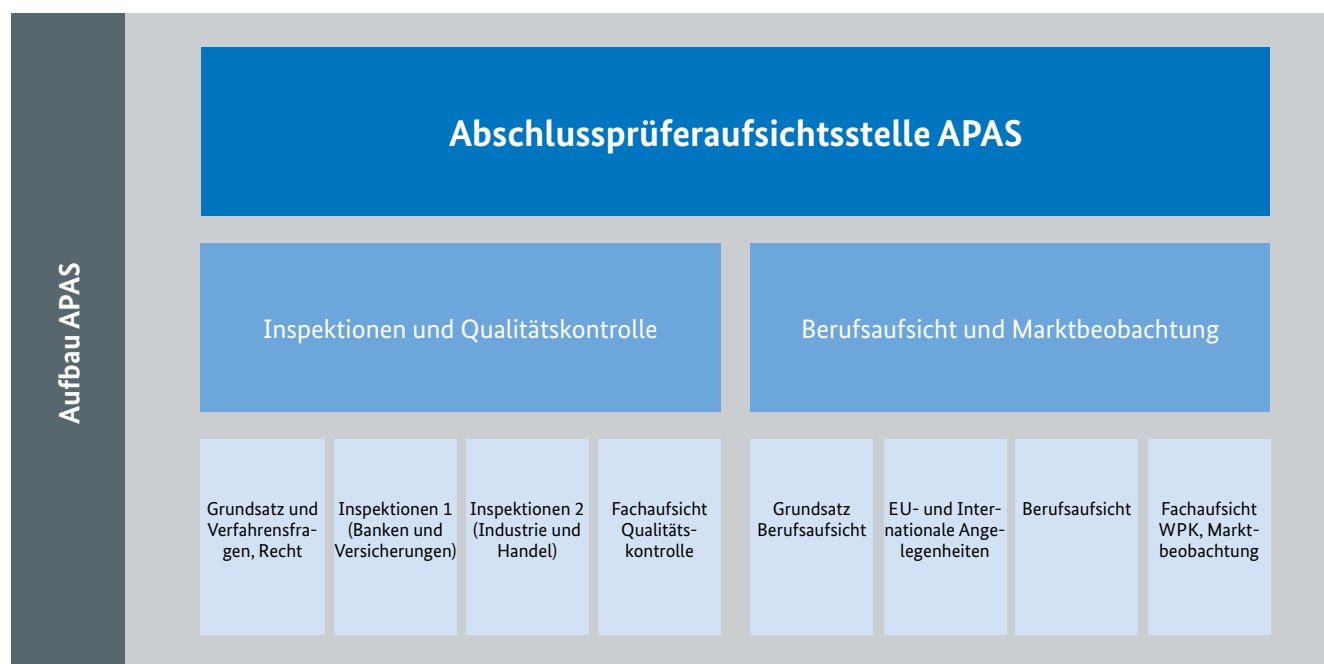 Aufbau APAS
Abschlussprüferaufsichtsstelle APAS
Inspektionen und Qualitätskontrolle
Berufsaufsicht und Marktbeobachtung
Grundsatz und
Verfahrensfra-
gen, Recht
Inspektionen 1
(Banken und
Versicherungen)
Inspektionen 2
(Industrie und
Handel)
Fachaufsicht
Qualitäts-
kontrolle
Grundsatz
Berufsaufsicht
EU- und Inter-
nationale Ange-
legenheiten
Berufsaufsicht
Fachaufsicht
WPK, Markt-
beobachtung